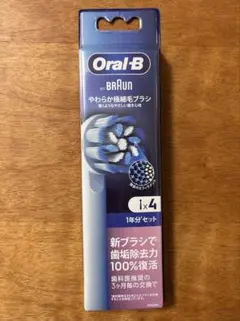 Oral-B
BY BRAUN
やわらか極細毛ブラシ
1x4
1年分*セット
新ブラシで
歯垢除去力
100%復活
歯科医推奨の
3ヶ月毎の交換で